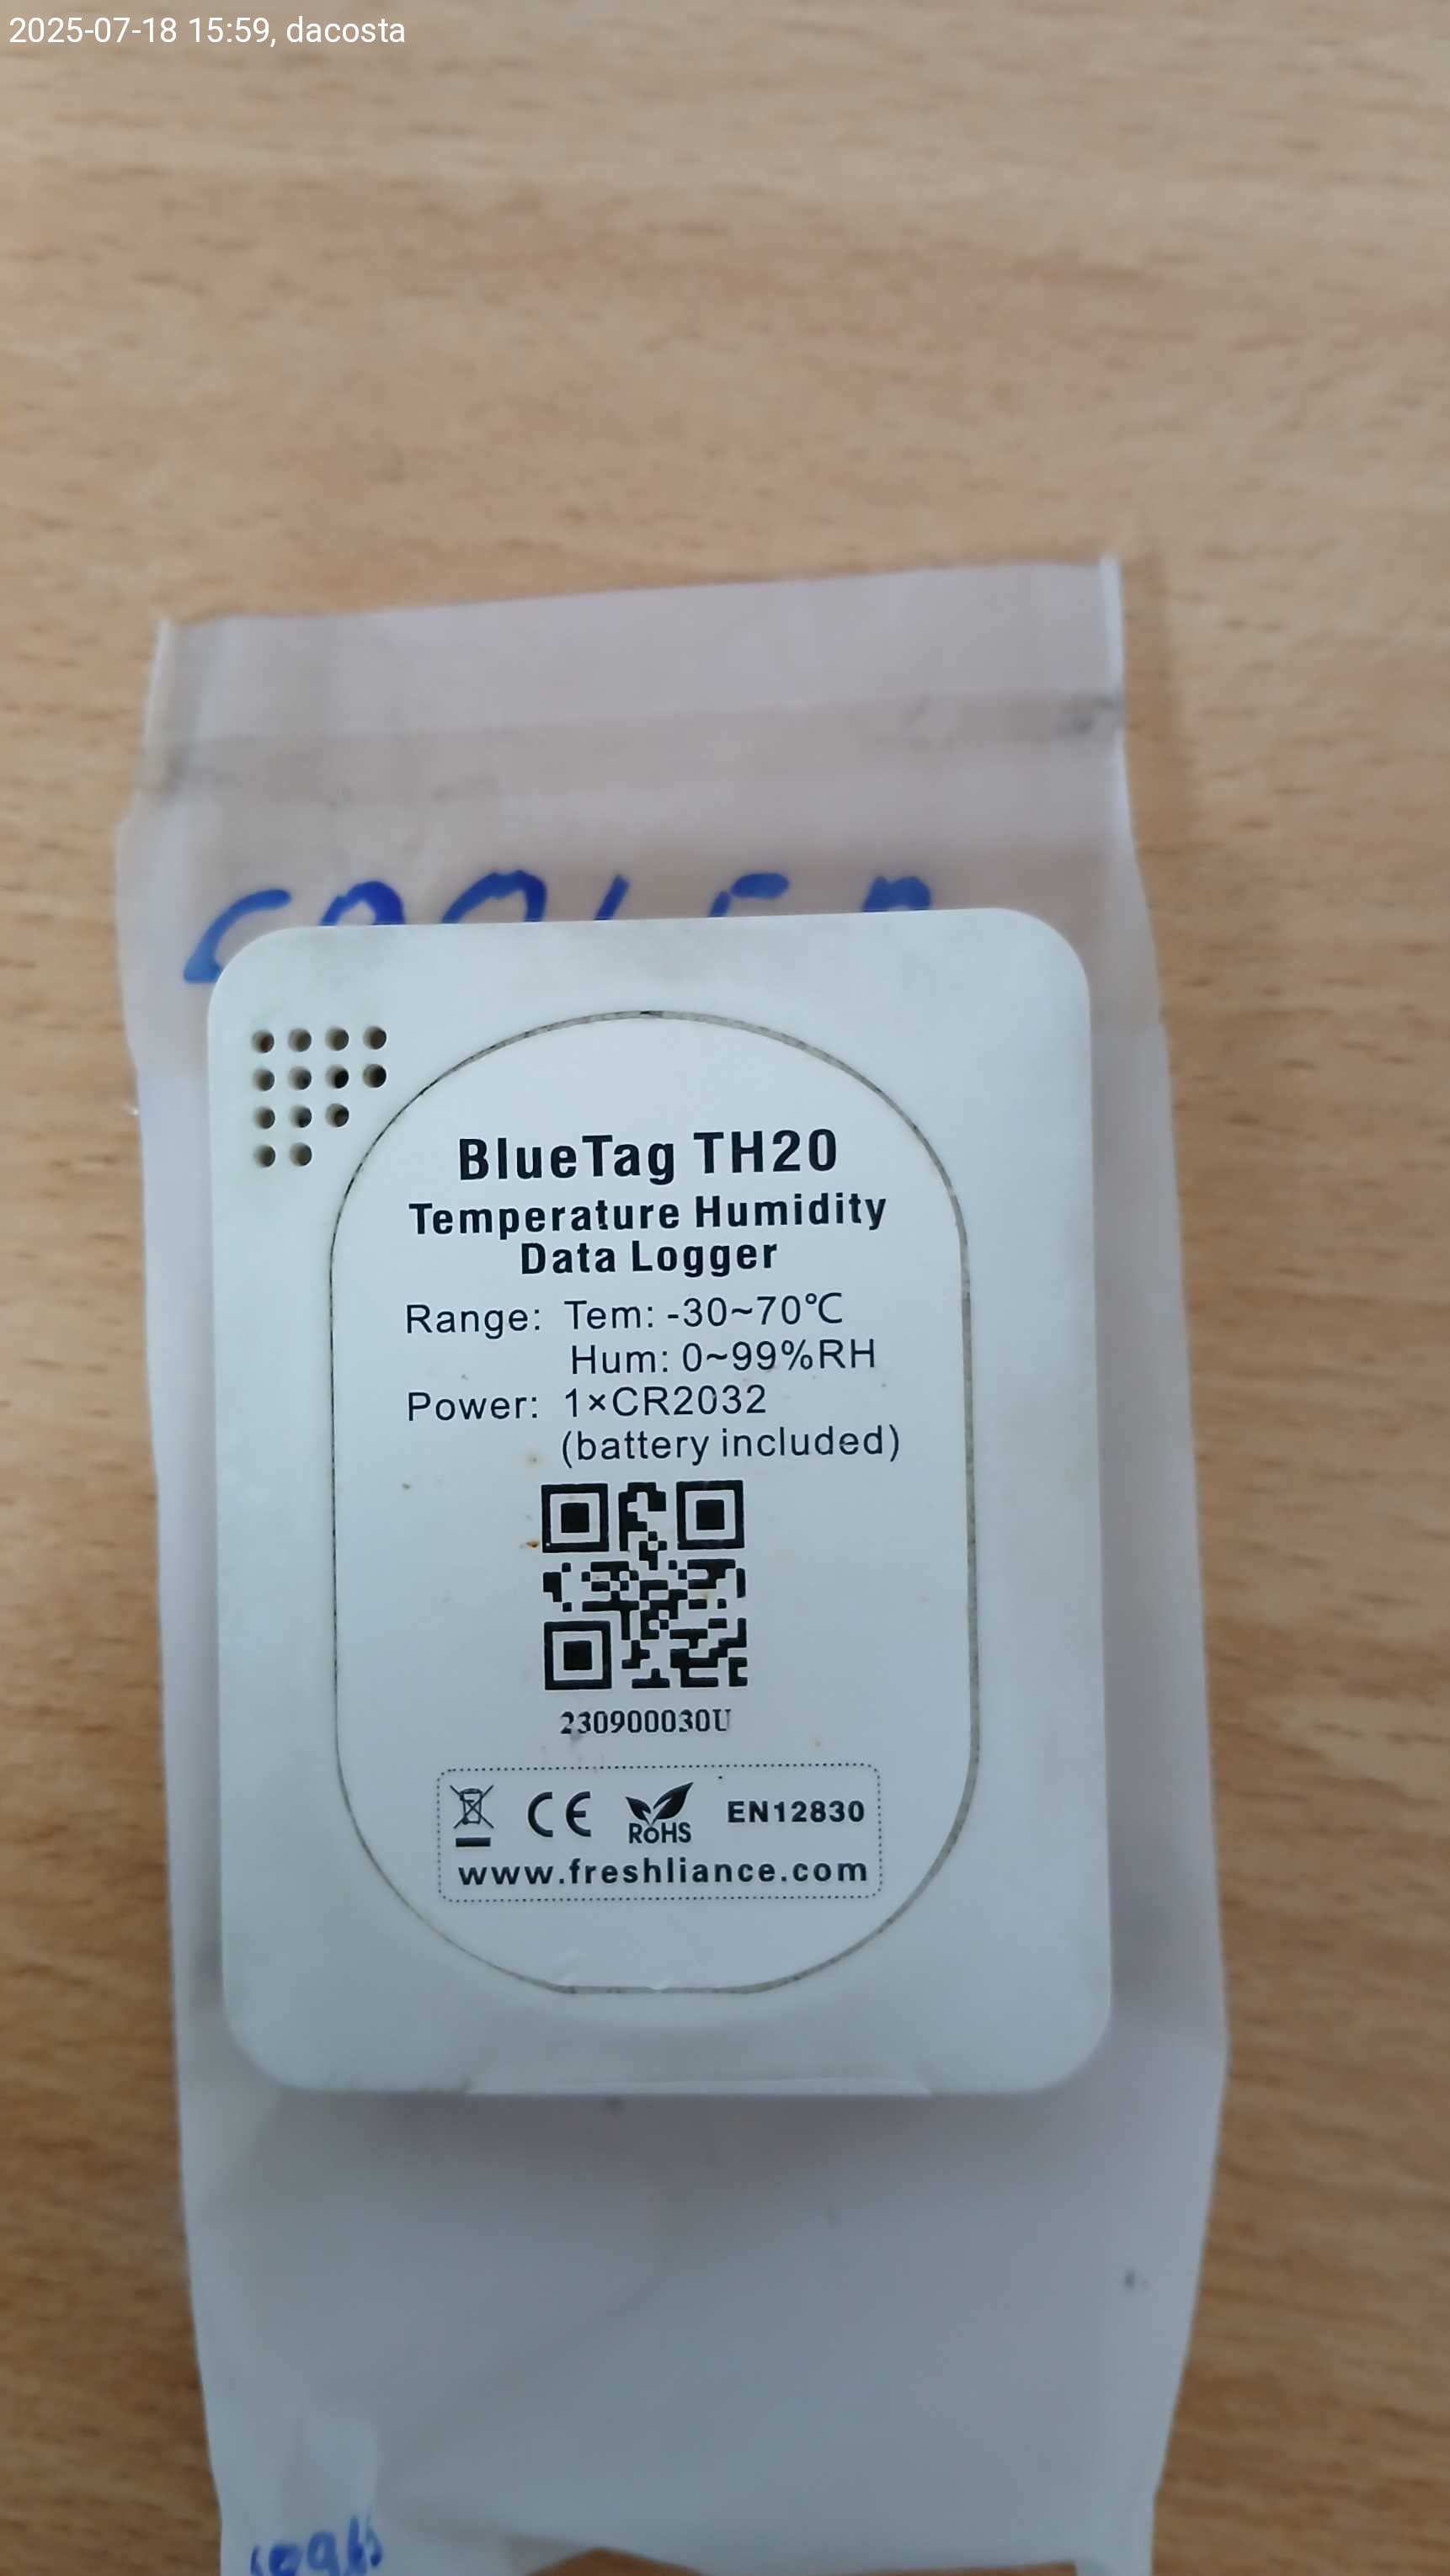 2025-07-18 15:59, dacosta
COOLER
BlueTag TH20
Temperature Humidity
Data Logger
Range: Tem: -30~70℃
Hum: 0~99%RH
Power: 1×CR2032
(battery included)
230900030U
CE RoHS EN12830
www.freshliance.com